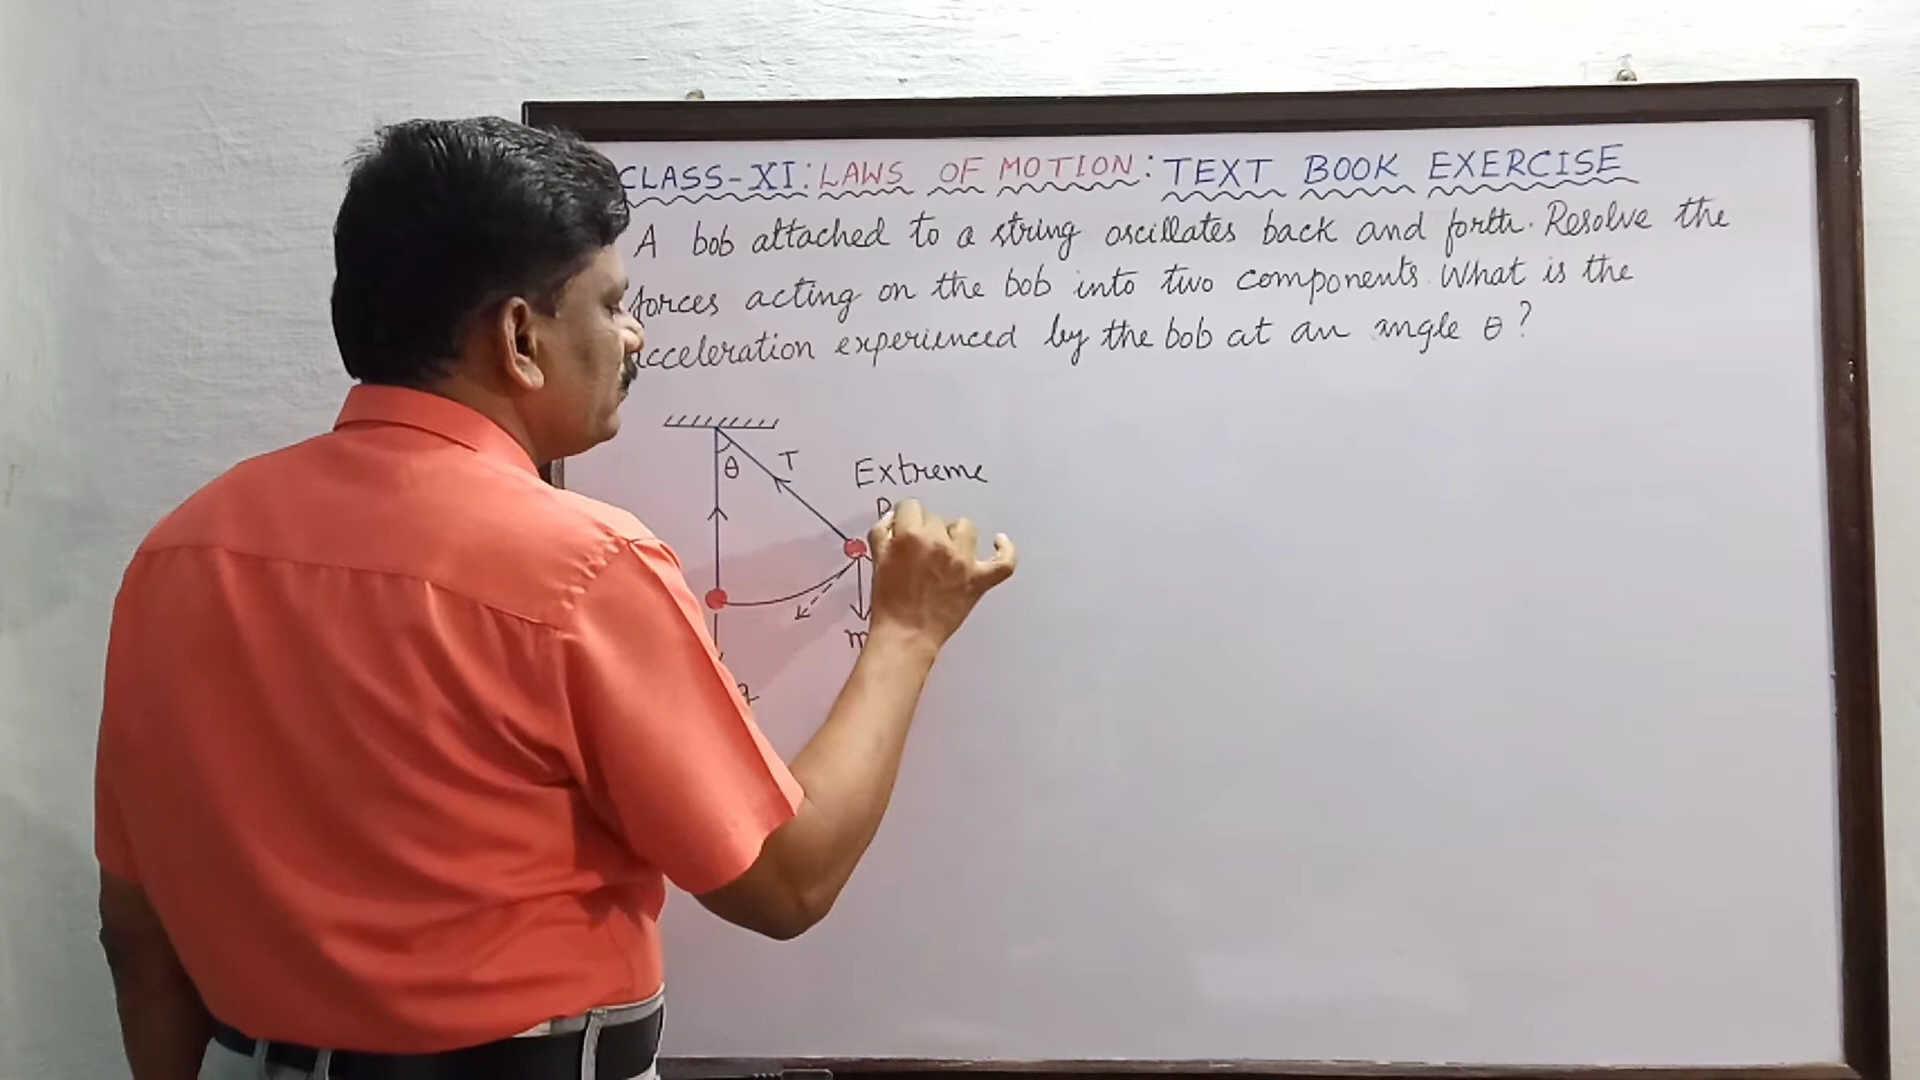 CLASS-XI: LAWS OF MOTION: TEXT BOOK EXERCISE
A bob attached to a string oscillates back and forth. Resolve the
forces acting on the bob into two components. What is the
acceleration experienced by the bob at an angle θ?
θ
T
Extreme